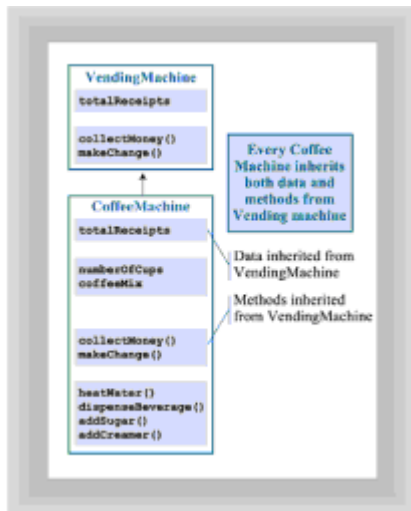 VendingMachine
totalReceipts
collectMoney()
makeChange()
Every Coffee
Machine inherits
both data and
methods from
Vending machine
CoffeeMachine
totalReceipts
Data inherited from
VendingMachine
numberOfCups
coffeeMix
Methods inherited
from VendingMachine
collectMoney()
makeChange()
heatWater()
dispenseBeverage()
addSugar()
addCreamer()